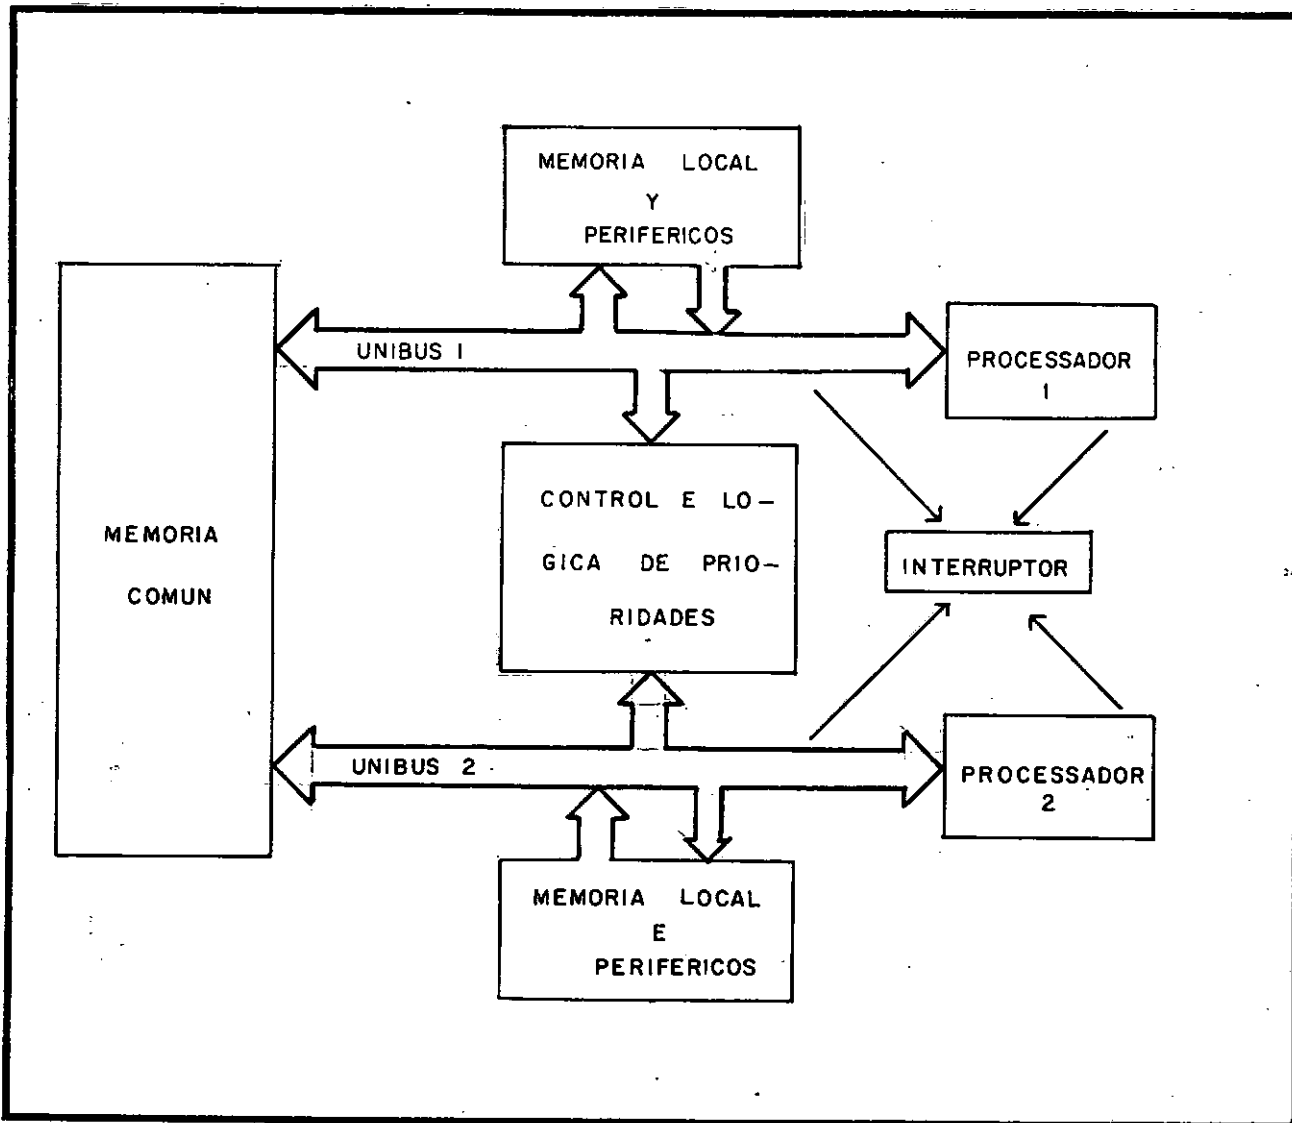 MEMORIA LOCAL
Y
PERIFERICOS
UNIBUS 1
PROCESSADOR
1
MEMORIA
COMUN
CONTROL E LO-
GICA DE PRIO-
RIDADES
INTERRUPTOR
UNIBUS 2
PROCESSADOR
2
MEMORIA LOCAL
E
PERIFERICOS